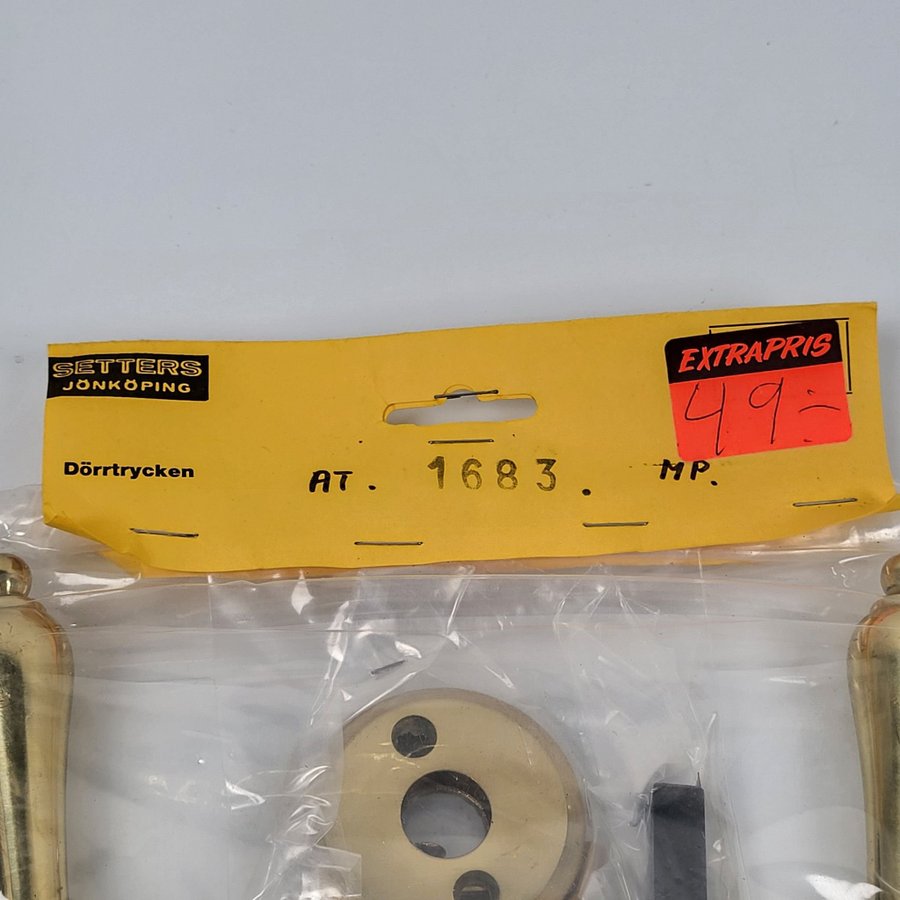 SETTERS
JÖNKÖPING
EXTRAPRIS
49:-
Dörrtrycken
AT. 1683. MP.